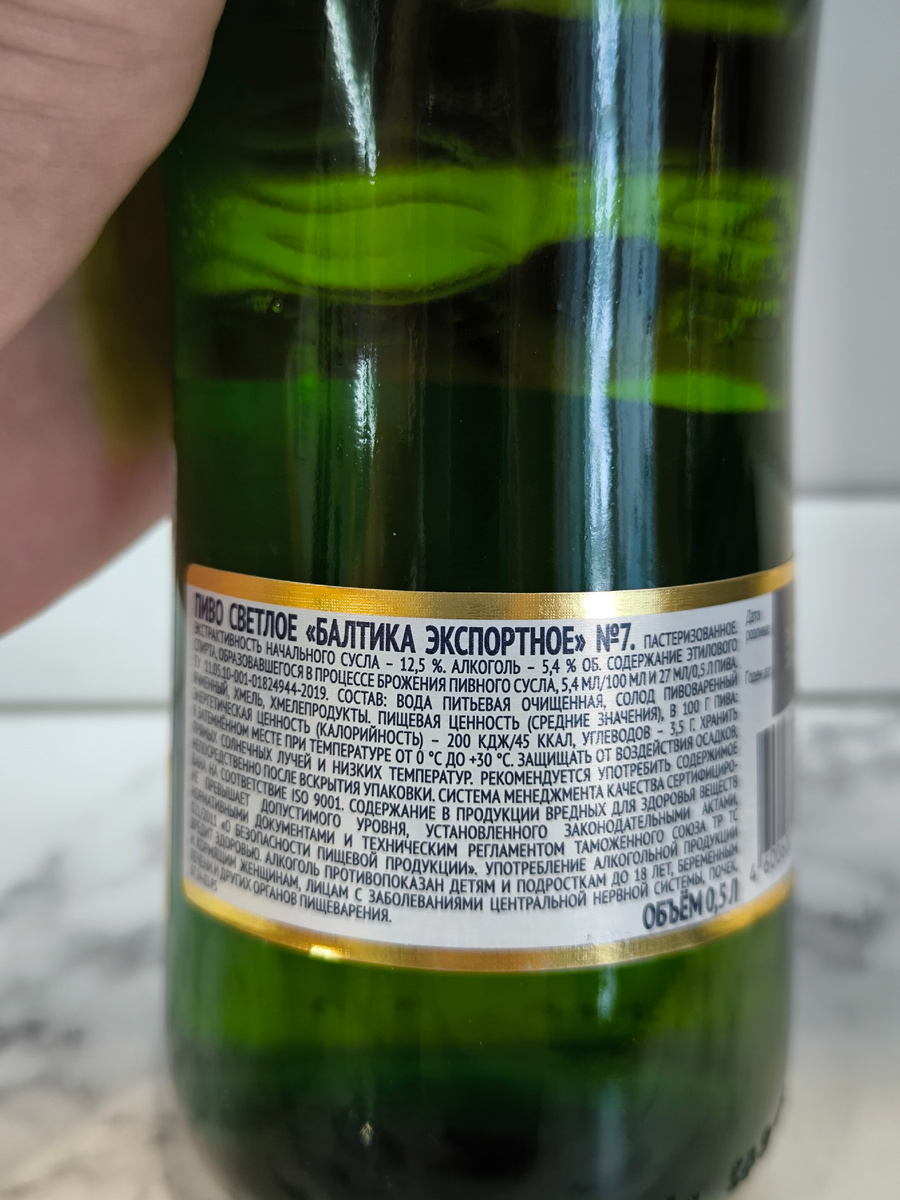 ПИВО СВЕТЛОЕ «БАЛТИКА ЭКСПОРТНОЕ» №7. ПАСТЕРИЗОВАННОЕ.
ЭКСТРАКТИВНОСТЬ НАЧАЛЬНОГО СУСЛА – 12,5 %. АЛКОГОЛЬ – 5,4 % ОБ. СОДЕРЖАНИЕ ЭТИЛОВОГО
СПИРТА, ОБРАЗОВАВШЕГОСЯ В ПРОЦЕССЕ БРОЖЕНИЯ ПИВНОГО СУСЛА, 5,4 МЛ/100 МЛ И 27 МЛ/0,5 Л ПИВА.
ТУ 11.05.10-001-01824944-2019. СОСТАВ: ВОДА ПИТЬЕВАЯ ОЧИЩЕННАЯ, СОЛОД ПИВОВАРЕННЫЙ
ЯЧМЕННЫЙ, ХМЕЛЬ, ХМЕЛЕПРОДУКТЫ. ПИЩЕВАЯ ЦЕННОСТЬ (СРЕДНИЕ ЗНАЧЕНИЯ), В 100 Г ПИВА:
ЭНЕРГЕТИЧЕСКАЯ ЦЕННОСТЬ (КАЛОРИЙНОСТЬ) – 200 КДЖ/45 ККАЛ, УГЛЕВОДОВ – 3,5 Г. ХРАНИТЬ
В ЗАТЕМНЁННОМ МЕСТЕ ПРИ ТЕМПЕРАТУРЕ ОТ 0 °С ДО +30 °С. ЗАЩИЩАТЬ ОТ ВОЗДЕЙСТВИЯ ОСАДКОВ,
ПРЯМЫХ СОЛНЕЧНЫХ ЛУЧЕЙ И НИЗКИХ ТЕМПЕРАТУР. РЕКОМЕНДУЕТСЯ УПОТРЕБИТЬ СОДЕРЖИМОЕ
НЕПОСРЕДСТВЕННО ПОСЛЕ ВСКРЫТИЯ УПАКОВКИ. СИСТЕМА МЕНЕДЖМЕНТА КАЧЕСТВА СЕРТИФИЦИРО-
ВАНА НА СООТВЕТСТВИЕ ISO 9001. СОДЕРЖАНИЕ В ПРОДУКЦИИ ВРЕДНЫХ ДЛЯ ЗДОРОВЬЯ ВЕЩЕСТВ
НЕ ПРЕВЫШАЕТ ДОПУСТИМОГО УРОВНЯ, УСТАНОВЛЕННОГО ЗАКОНОДАТЕЛЬНЫМИ АКТАМИ,
НОРМАТИВНЫМИ ДОКУМЕНТАМИ И ТЕХНИЧЕСКИМ РЕГЛАМЕНТОМ ТАМОЖЕННОГО СОЮЗА ТР ТС
021/2011 «О БЕЗОПАСНОСТИ ПИЩЕВОЙ ПРОДУКЦИИ». УПОТРЕБЛЕНИЕ АЛКОГОЛЬНОЙ ПРОДУКЦИИ
ВРЕДИТ ЗДОРОВЬЮ. АЛКОГОЛЬ ПРОТИВОПОКАЗАН ДЕТЯМ И ПОДРОСТКАМ ДО 18 ЛЕТ, БЕРЕМЕННЫМ
И КОРМЯЩИМ ЖЕНЩИНАМ, ЛИЦАМ С ЗАБОЛЕВАНИЯМИ ЦЕНТРАЛЬНОЙ НЕРВНОЙ СИСТЕМЫ, ПОЧЕК,
ПЕЧЕНИ И ДРУГИХ ОРГАНОВ ПИЩЕВАРЕНИЯ.
ОБЪЁМ 0,5 Л
Дата
розлива:
Годен до: